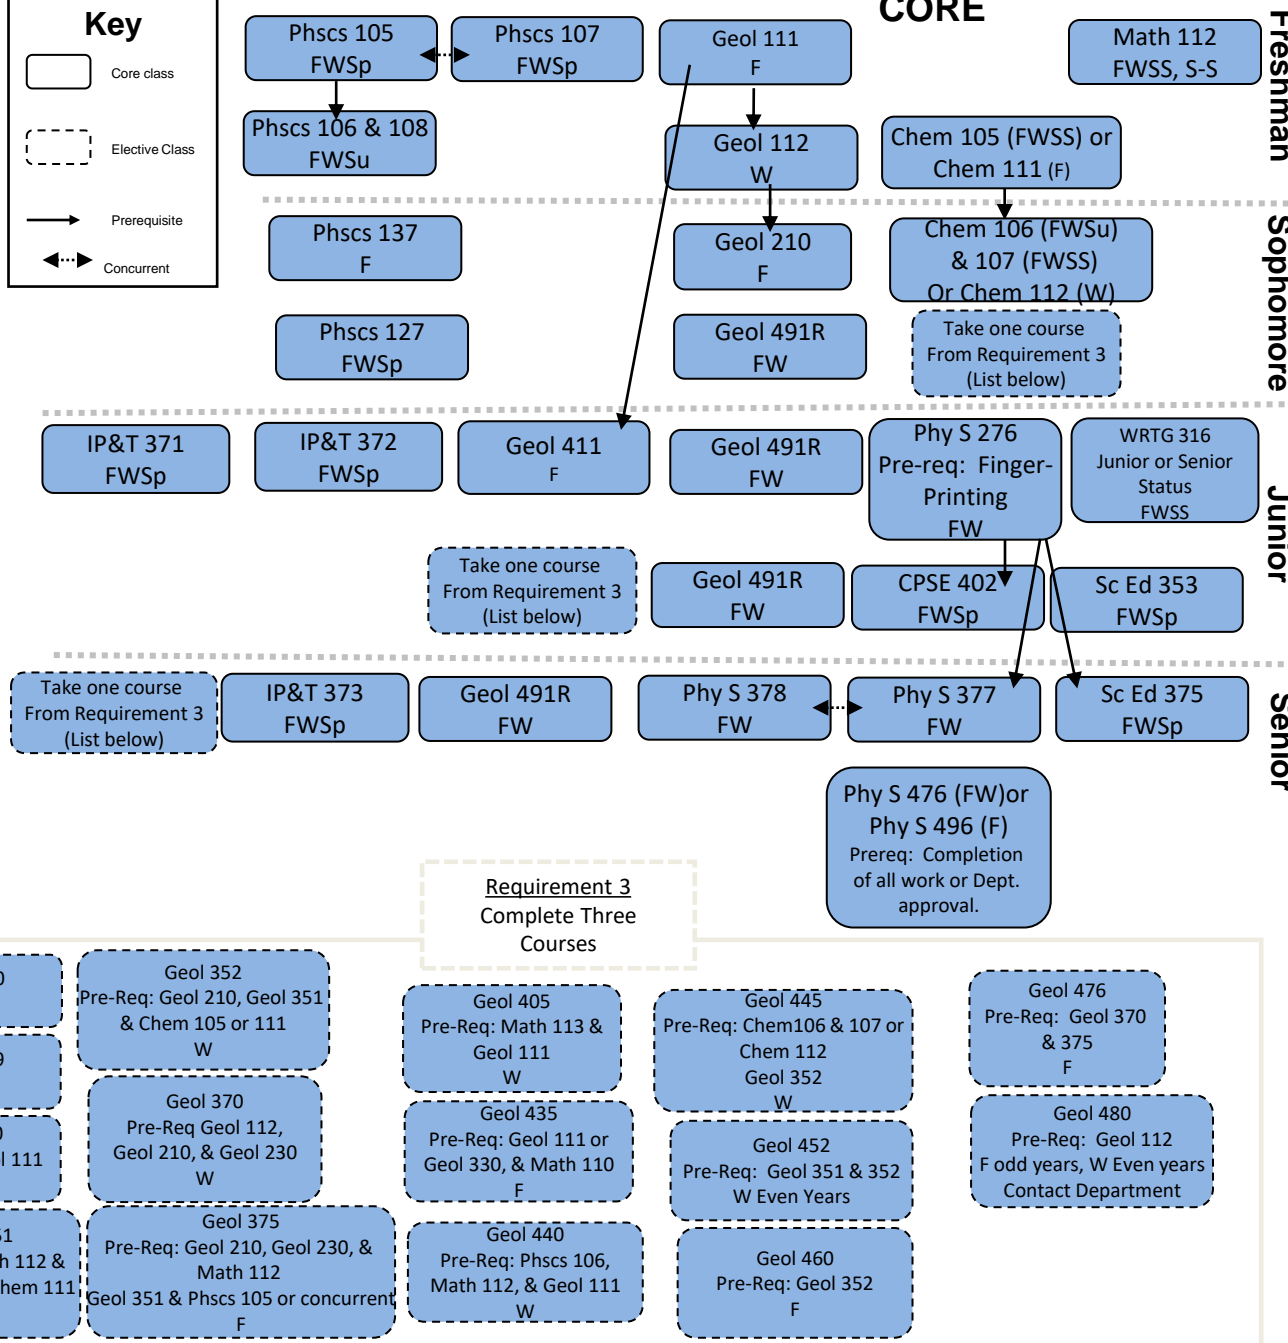 CORE
Key
Core class
Elective Class
Prerequisite
Concurrent
Freshman
Phscs 105
FWSp
Phscs 107
FWSp
Geol 111
F
Math 112
FWSS, S-S
Phscs 106 & 108
FWSu
Geol 112
W
Chem 105 (FWSS) or
Chem 111 (F)
Sophomore
Phscs 137
F
Geol 210
F
Chem 106 (FWSu)
& 107 (FWSS)
Or Chem 112 (W)
Phscs 127
FWSp
Geol 491R
FW
Take one course
From Requirement 3
(List below)
Junior
IP&T 371
FWSp
IP&T 372
FWSp
Geol 411
F
Geol 491R
FW
Phy S 276
Pre-req:  Finger-
Printing
FW
WRTG 316
Junior or Senior
Status
FWSS
Take one course
From Requirement 3
(List below)
Geol 491R
FW
CPSE 402
FWSp
Sc Ed 353
FWSp
Senior
Take one course
From Requirement 3
(List below)
IP&T 373
FWSp
Geol 491R
FW
Phy S 378
FW
Phy S 377
FW
Sc Ed 375
FWSp
Phy S 476 (FW)or
Phy S 496 (F)
Prereq:  Completion
of all work or Dept.
approval.
Requirement 3
Complete Three
Courses
0
9
0
l 111
51
h 112 &
hem 111
Geol 352
Pre-Req: Geol 210, Geol 351
& Chem 105 or 111
W
Geol 370
Pre-Req Geol 112,
Geol 210, & Geol 230
W
Geol 375
Pre-Req: Geol 210, Geol 230, &
Math 112
Geol 351 & Phscs 105 or concurrent
F
Geol 405
Pre-Req: Math 113 &
Geol 111
W
Geol 435
Pre-Req: Geol 111 or
Geol 330, & Math 110
F
Geol 440
Pre-Req: Phscs 106,
Math 112, & Geol 111
W
Geol 445
Pre-Req: Chem106 & 107 or
Chem 112
Geol 352
W
Geol 452
Pre-Req:  Geol 351 & 352
W Even Years
Geol 460
Pre-Req: Geol 352
F
Geol 476
Pre-Req:  Geol 370
& 375
F
Geol 480
Pre-Req:  Geol 112
F odd years, W Even years
Contact Department